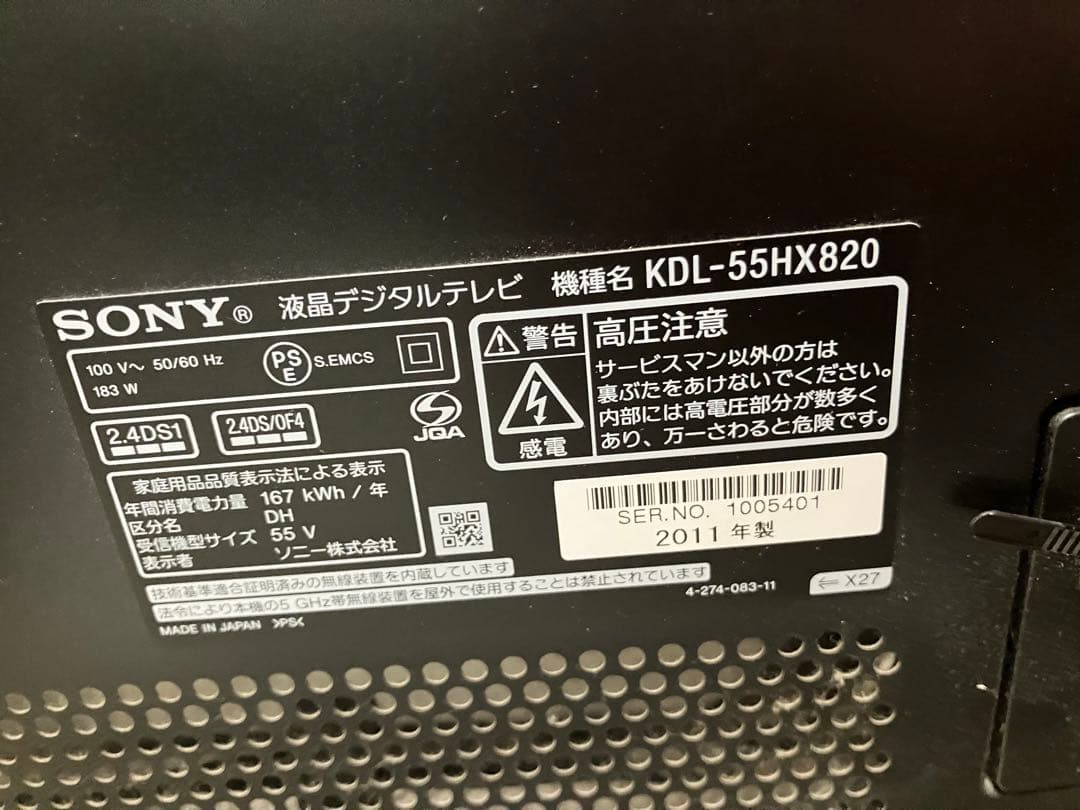 SONY® 液晶デジタルテレビ 機種名 KDL-55HX820
100 V～ 50/60 Hz
183 W
PS
E
S.EMCS
2.4DS1
2.4DS/OF4
JQA
警告
感電
高圧注意
サービスマン以外の方は
裏ぶたをあけないでください。
内部には高電圧部分が数多く
あり、万一さわると危険です。
家庭用品品質表示法による表示
年間消費電力量 167 kWh / 年
区分名 DH
受信機型サイズ 55 V
表示者 ソニー株式会社
SER.NO. 1005401
2011 年製
技術基準適合証明済みの無線装置を内蔵しています
法令により本機の5 GHz帯無線装置を屋外で使用することは禁止されています
4-274-083-11
⇐ X27
MADE IN JAPAN >PS<